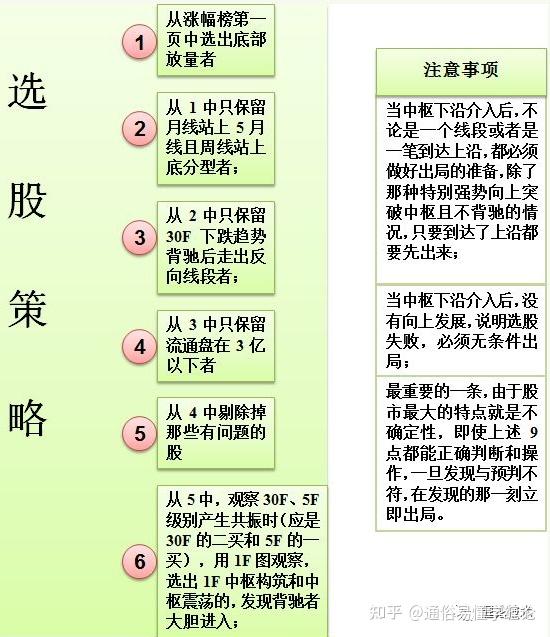 选
股
策
略
1
从涨幅榜第一
页中选出底部
放量者
2
从 1 中只保留
月线站上 5 月
线且周线站上
底分型者；
3
从 2 中只保留
30F 下跌趋势
背驰后走出反
向线段者；
4
从 3 中只保留
流通盘在 3 亿
以下者
5
从 4 中剔除掉
那些有问题的
股
6
从 5 中，观察 30F、5F
级别产生共振时（应是
30F 的二买和 5F 的一
买），用 1F 图观察，
选出 1F 中枢构筑和中
枢震荡的，发现背驰者
大胆进入；
注意事项
当中枢下沿介入后，不
论是一个线段或者是
一笔到达上沿，都必须
做好出局的准备，除了
那种特别强势向上突
破中枢且不背驰的情
况，只要到达了上沿都
要先出来；
当中枢下沿介入后，没
有向上发展，说明选股
失败，必须无条件出
局；
最重要的一条，由于股
市最大的特点就是不
确定性，即使上述 9
点都能正确判断和操
作，一旦发现与预判不
符，在发现的那一刻立
即出局。
知乎 @通俗易懂